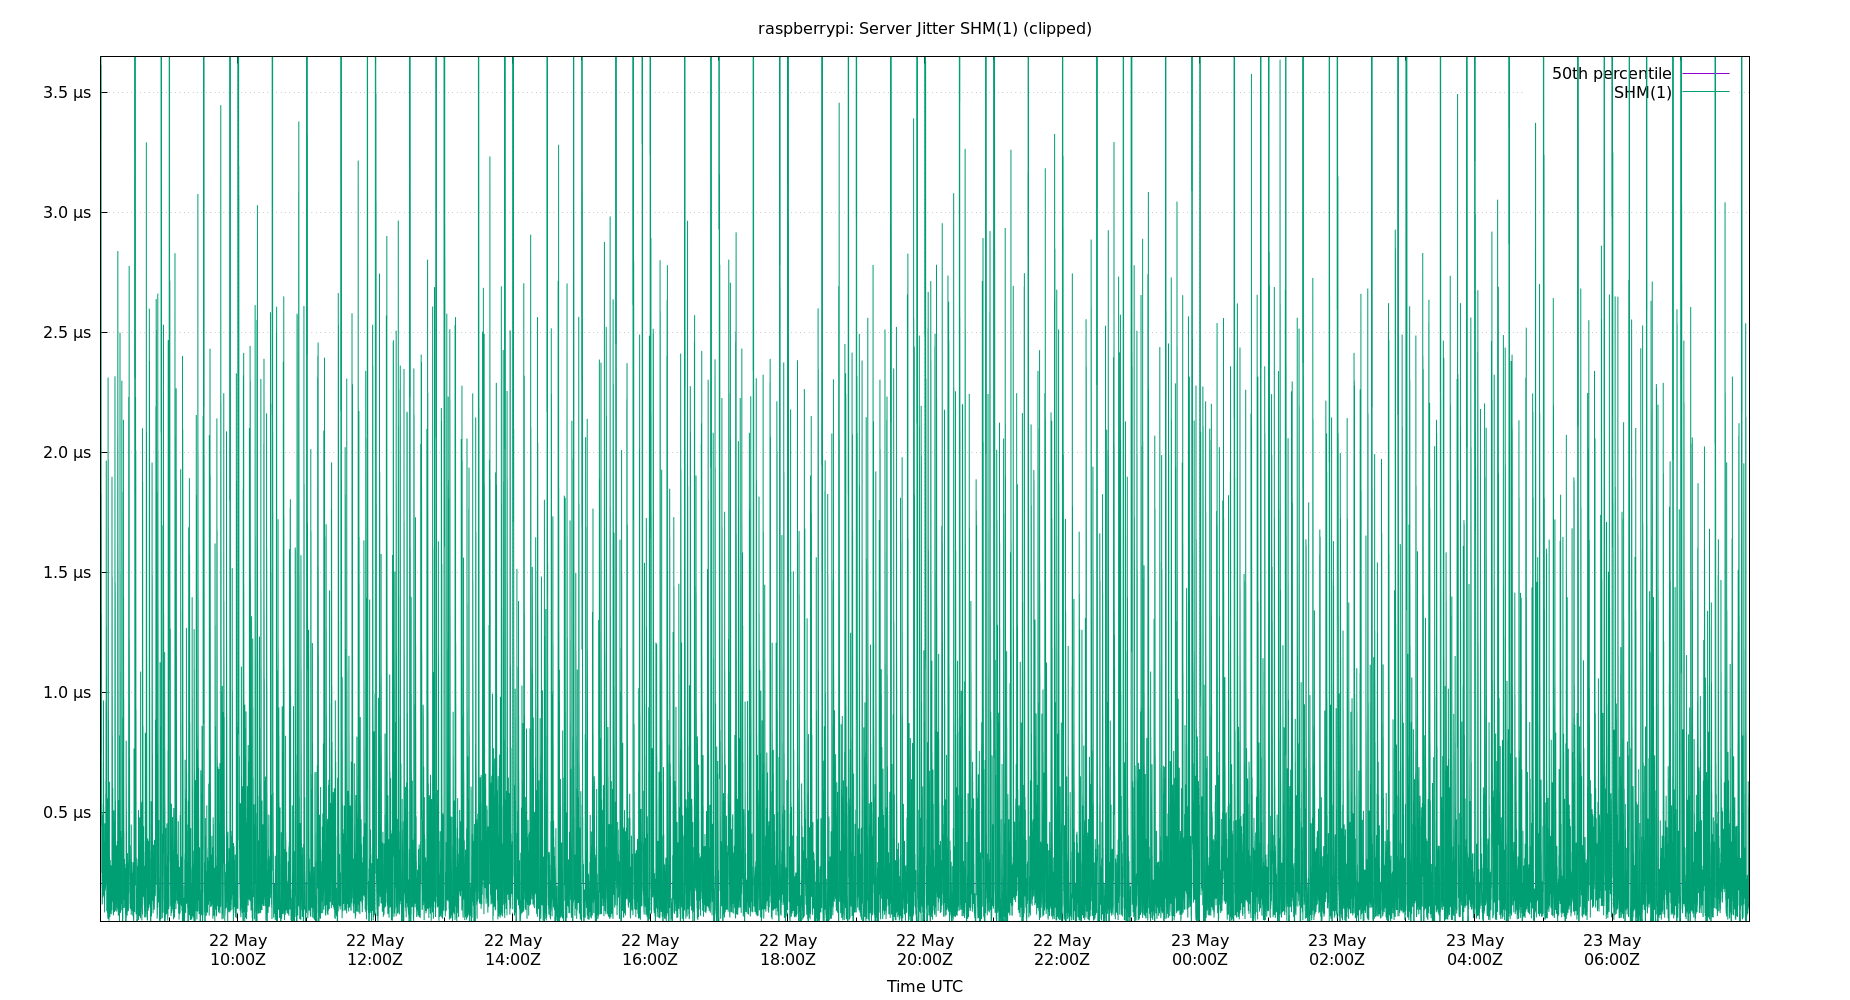 raspberrypi: Server Jitter SHM(1) (clipped)
50th percentile
SHM(1)
3.5 µs
3.0 µs
2.5 µs
2.0 µs
1.5 µs
1.0 µs
0.5 µs
22 May 22 May 22 May 22 May 22 May 22 May 22 May 23 May 23 May 23 May 23 May
10:00Z 12:00Z 14:00Z 16:00Z 18:00Z 20:00Z 22:00Z 00:00Z 02:00Z 04:00Z 06:00Z
Time UTC